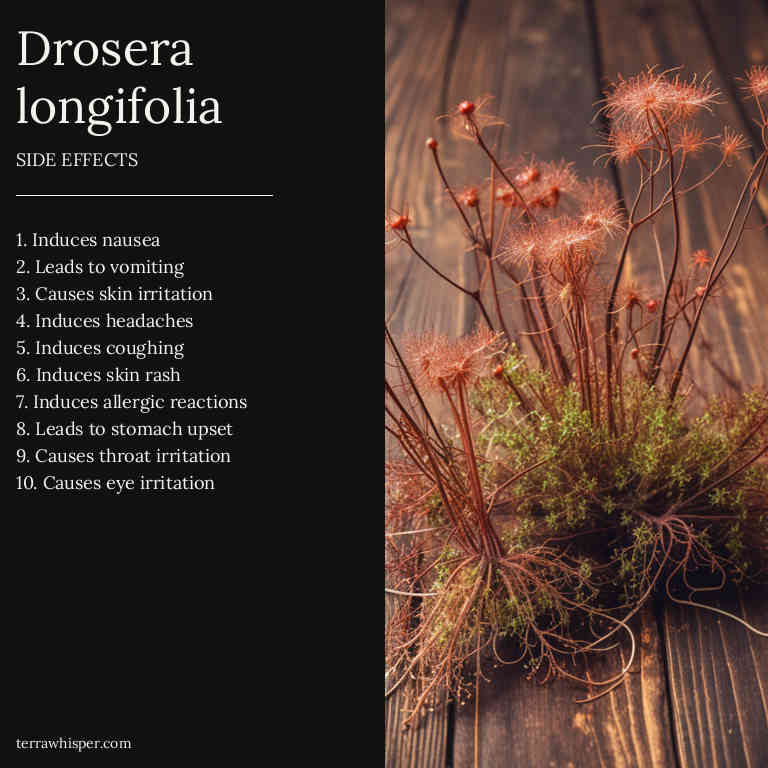 Drosera
longifolia
SIDE EFFECTS
1. Induces nausea
2. Leads to vomiting
3. Causes skin irritation
4. Induces headaches
5. Induces coughing
6. Induces skin rash
7. Induces allergic reactions
8. Leads to stomach upset
9. Causes throat irritation
10. Causes eye irritation
terrawhisper.com